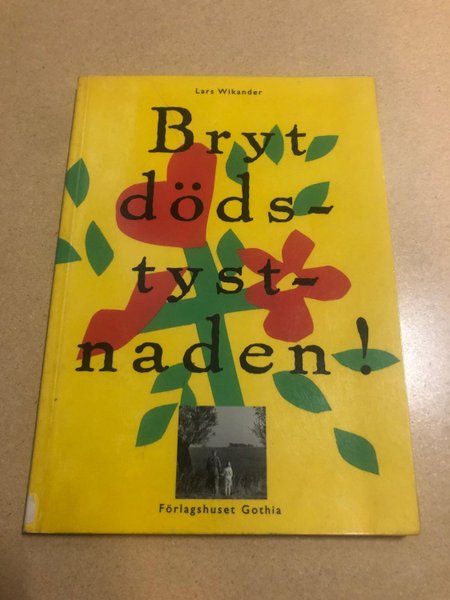 Lars Wikander
Bryt
döds-
tyst-
naden!
Förlagshuset Gothia